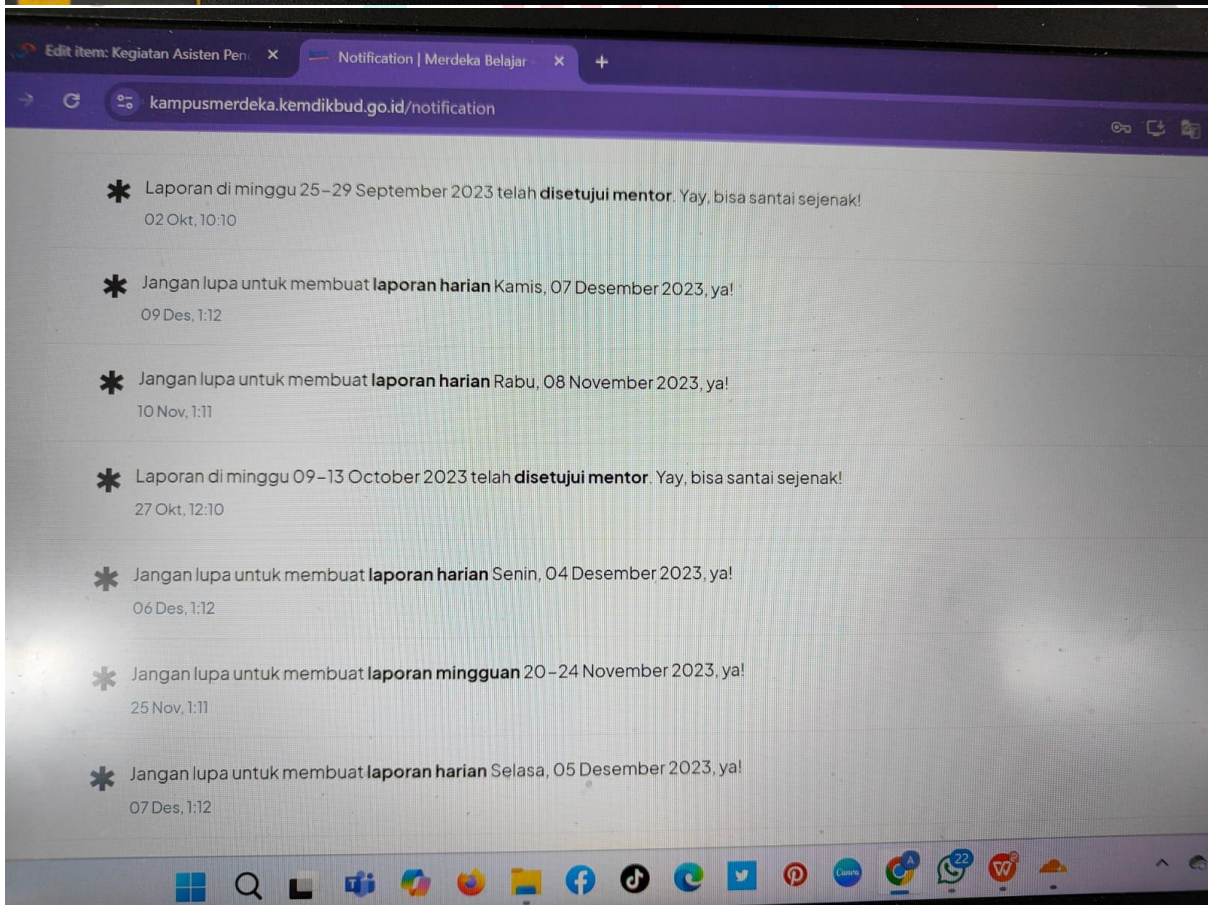 Edit item: Kegiatan Asisten Pen
Notification | Merdeka Belajar
kampusmerdeka.kemdikbud.go.id/notification
Laporan di minggu 25–29 September 2023 telah disetujui mentor. Yay, bisa santai sejenak!
02 Okt, 10:10
Jangan lupa untuk membuat laporan harian Kamis, 07 Desember 2023, ya!
09 Des, 1:12
Jangan lupa untuk membuat laporan harian Rabu, 08 November 2023, ya!
10 Nov, 1:11
Laporan di minggu 09–13 October 2023 telah disetujui mentor. Yay, bisa santai sejenak!
27 Okt, 12:10
Jangan lupa untuk membuat laporan harian Senin, 04 Desember 2023, ya!
06 Des, 1:12
Jangan lupa untuk membuat laporan mingguan 20–24 November 2023, ya!
25 Nov, 1:11
Jangan lupa untuk membuat laporan harian Selasa, 05 Desember 2023, ya!
07 Des, 1:12
Canva
A
22